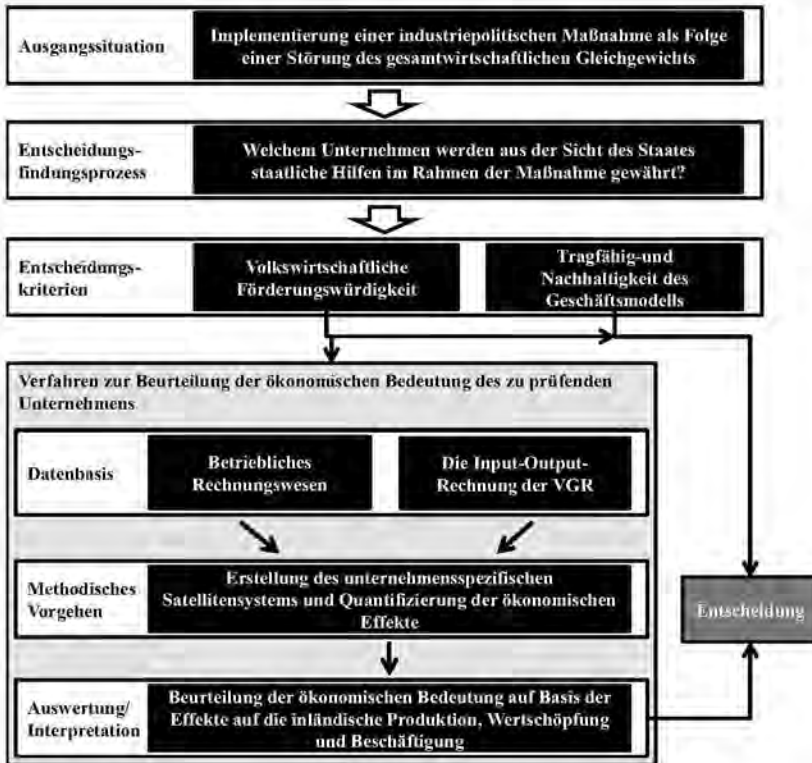 Ausgangssituation
Implementierung einer industriepolitischen Maßnahme als Folge
einer Störung des gesamtwirtschaftlichen Gleichgewichts
Entscheidungs-
findungsprozess
Welchem Unternehmen werden aus der Sicht des Staates
staatliche Hilfen im Rahmen der Maßnahme gewährt?
Entscheidungs-
kriterien
Volkswirtschaftliche
Förderungswürdigkeit
Tragfähig-und
Nachhaltigkeit des
Geschäftsmodells
Verfahren zur Beurteilung der ökonomischen Bedeutung des zu prüfenden
Unternehmens
Datenbasis
Betriebliches
Rechnungswesen
Die Input-Output-
Rechnung der VGR
Methodisches
Vorgehen
Erstellung des unternehmensspezifischen
Satellitensystems und Quantifizierung der ökonomischen
Effekte
Entscheidung
Auswertung/
Interpretation
Beurteilung der ökonomischen Bedeutung auf Basis der
Effekte auf die inländische Produktion, Wertschöpfung
und Beschäftigung